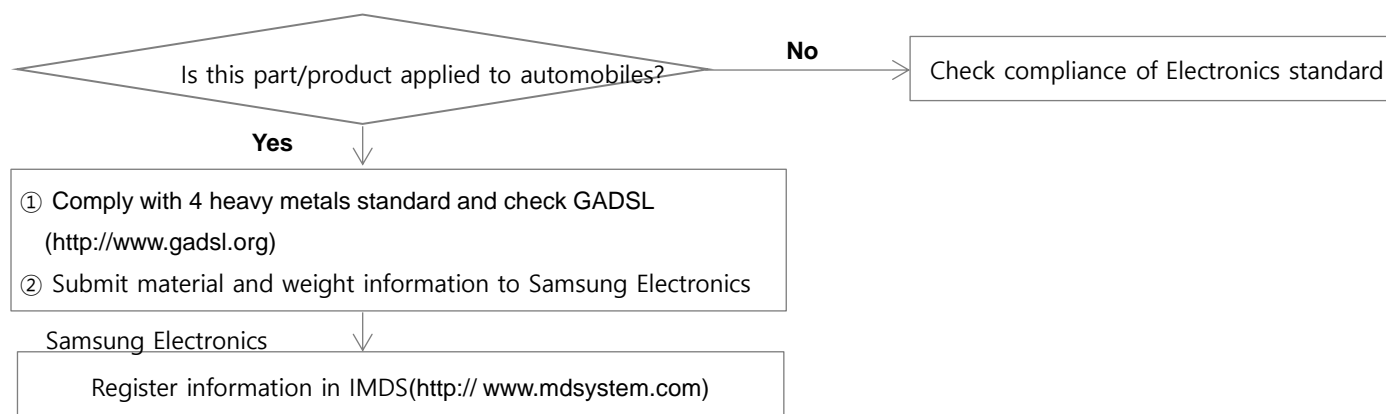 Is this part/product applied to automobiles?
No
Check compliance of Electronics standard
Yes
① Comply with 4 heavy metals standard and check GADSL
(http://www.gadsl.org)
② Submit material and weight information to Samsung Electronics
Samsung Electronics
Register information in IMDS(http:// www.mdsystem.com)